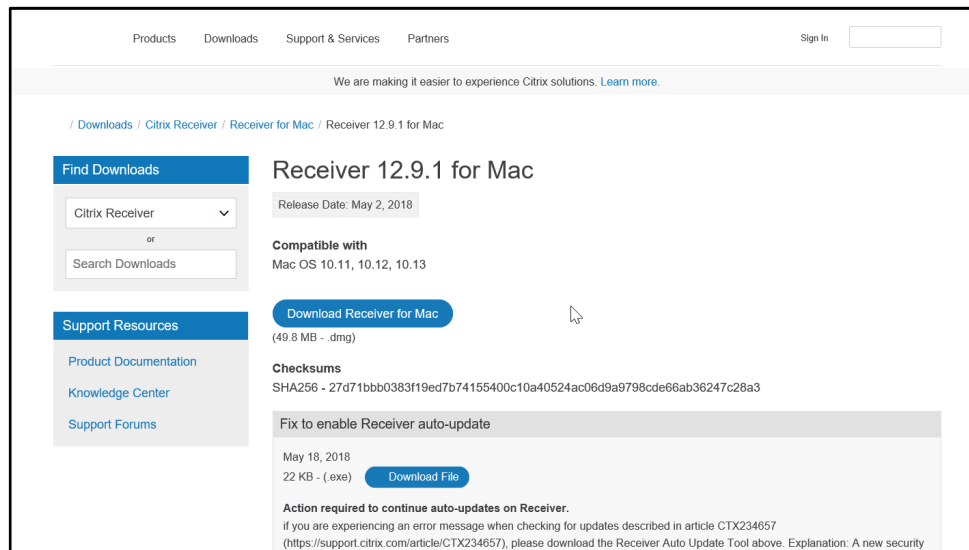 Products Downloads Support & Services Partners Sign In
We are making it easier to experience Citrix solutions. Learn more.
/ Downloads / Citrix Receiver / Receiver for Mac / Receiver 12.9.1 for Mac
Find Downloads
Citrix Receiver
or
Search Downloads
Support Resources
Product Documentation
Knowledge Center
Support Forums
Receiver 12.9.1 for Mac
Release Date: May 2, 2018
Compatible with
Mac OS 10.11, 10.12, 10.13
Download Receiver for Mac
(49.8 MB - .dmg)
Checksums
SHA256 - 27d71bbb0383f19ed7b74155400c10a40524ac06d9a9798cde66ab36247c28a3
Fix to enable Receiver auto-update
May 18, 2018
22 KB - (.exe) Download File
Action required to continue auto-updates on Receiver.
if you are experiencing an error message when checking for updates described in article CTX234657
(https://support.citrix.com/article/CTX234657), please download the Receiver Auto Update Tool above. Explanation: A new security